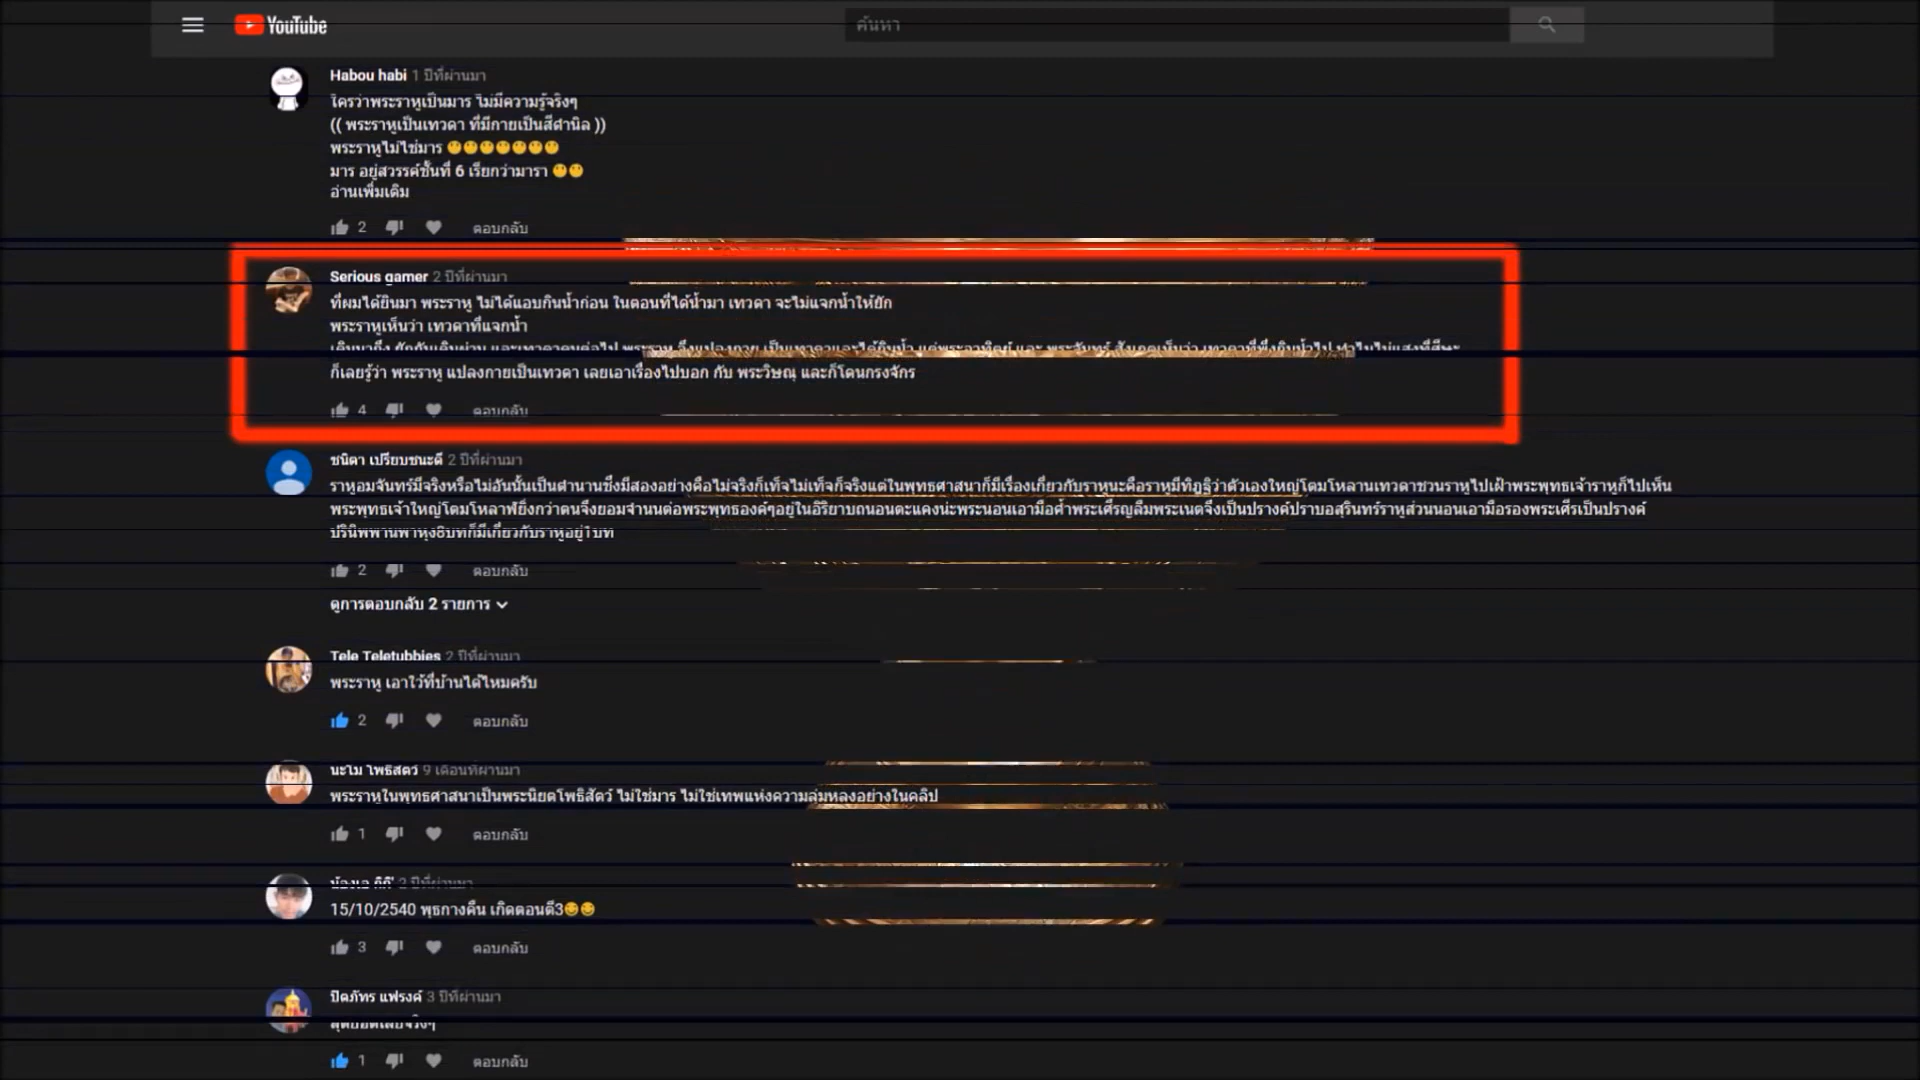 YouTube
ค้นหา
Habou habi 1 ปีที่ผ่านมา
ใครว่าพระราหูเป็นมาร ไม่มีความรู้จริงๆ
(( พระราหูเป็นเทวดา ที่มีกายเป็นสีดำนิล ))
พระราหูไม่ใช่มาร
มาร อยู่สวรรค์ชั้นที่ 6 เรียกว่ามารา
อ่านเพิ่มเติม
2 ตอบกลับ
Serious gamer 2 ปีที่ผ่านมา
ที่ผมได้ยินมา พระราหู ไม่ได้แอบกินน้ำก่อน ในตอนที่ได้น้ำมา เทวดา จะไม่แจกน้ำให้ยัก
พระราหูเห็นว่า เทวดาที่แจกน้ำ
ก็เลยรู้ว่า พระราหู แปลงกายเป็นเทวดา เลยเอาเรื่องไปบอก กับ พระวิษณุ และก็โดนกรงจักร
4 ตอบกลับ
ชนิดา เปรียบชนะดี 2 ปีที่ผ่านมา
ราหูอมจันทร์มีจริงหรือไม่อันนั้นเป็นตำนานซึ่งมีสองอย่างคือไม่จริงก็เท็จไม่เท็จก็จริงแต่ในพุทธศาสนาก็มีเรื่องเกี่ยวกับราหูนะคือราหูมีทิฏฐิว่าตัวเองใหญ่โตมโหลานเทวดาชวนราหูไปเฝ้าพระพุทธเจ้าราหูก็ไปเห็น
พระพุทธเจ้าใหญ่โตมโหลาฬยิ่งกว่าตนจึงยอมจำนนต่อพระพุทธองค์ๆอยู่ในอิริยาบถนอนตะแคงน่ะพระนอนเอามือค้ำพระเศียรญลืมพระเนตจึงเป็นปรางค์ปราบอสุรินทร์ราหูส่วนนอนเอามือรองพระเศียรเป็นปรางค์
ปรินิพพานพาหุง8บทก็มีเกี่ยวกับราหูอยู่1บท
2 ตอบกลับ
ดูการตอบกลับ 2 รายการ
Tele Teletubbies 2 ปีที่ผ่านมา
พระราหู เอาไว้ที่บ้านได้ไหมครับ
2 ตอบกลับ
นะโม โพธิสัตว์ 9 เดือนที่ผ่านมา
พระราหูในพุทธศาสนาเป็นพระนิยตโพธิสัตว์ ไม่ใช่มาร ไม่ใช่เทพแห่งความลุ่มหลงอย่างในคลิป
1 ตอบกลับ
2 ปีที่ผ่านมา
15/10/2540 พุธกางคืน เกิดตอนตี3
3 ตอบกลับ
ปิดภัทร แฟรงค์ 3 ปีที่ผ่านมา
สุดยอดเลยจริงๆ
1 ตอบกลับ